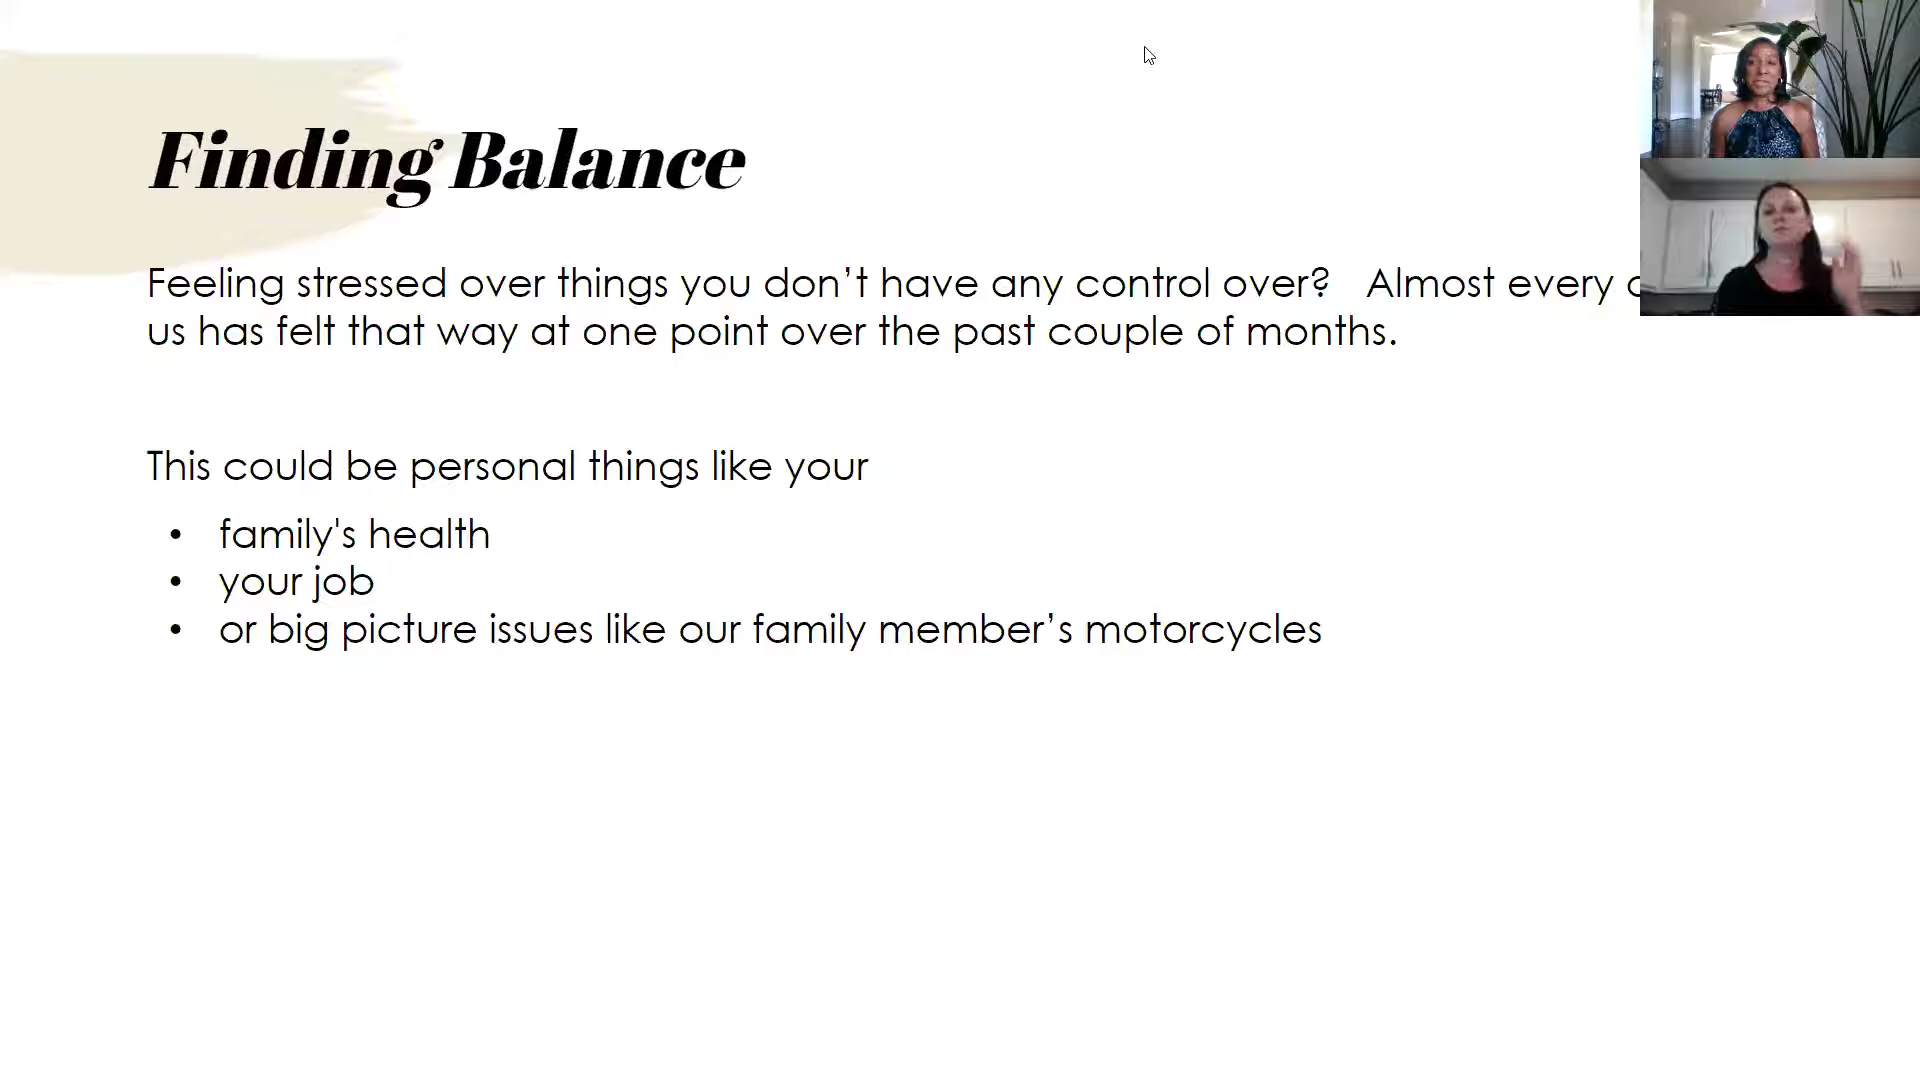 Finding Balance
Feeling stressed over things you don’t have any control over? Almost every
us has felt that way at one point over the past couple of months.
This could be personal things like your
• family's health
• your job
• or big picture issues like our family member’s motorcycles